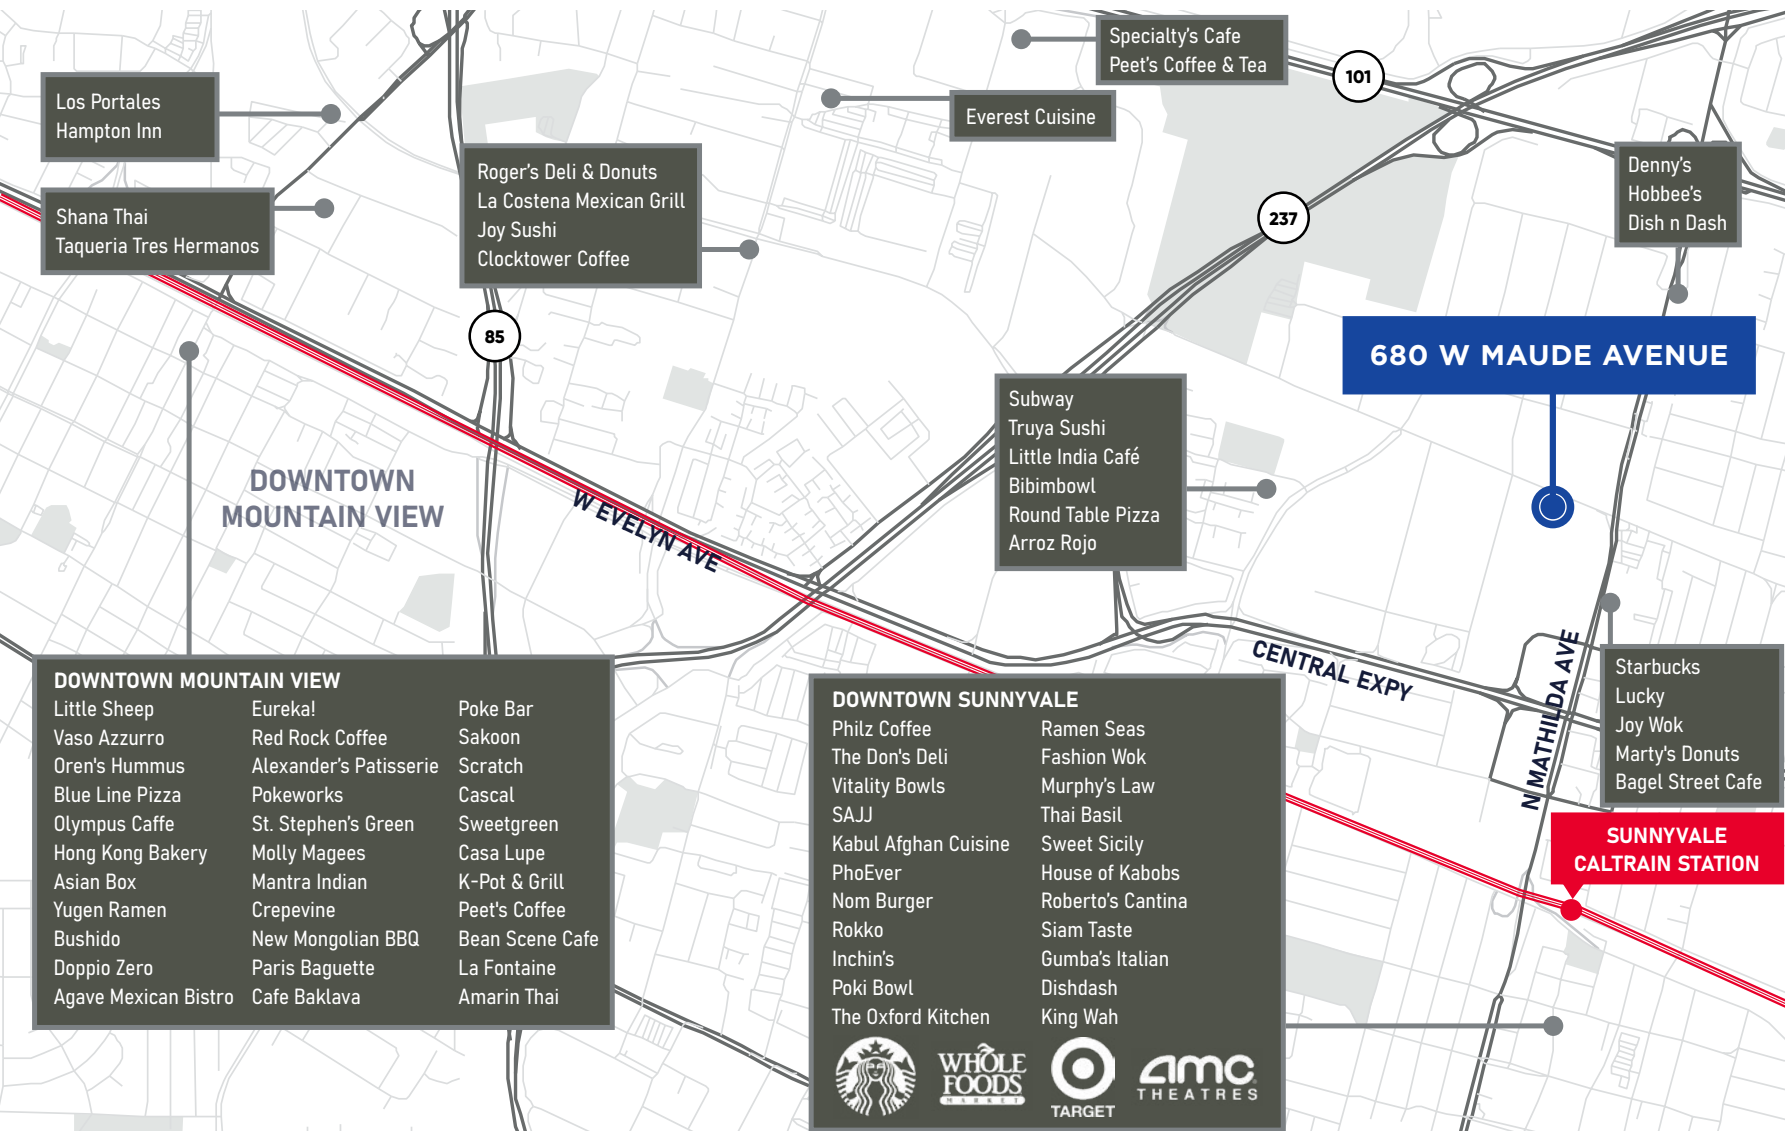 Specialty's Cafe
Peet's Coffee & Tea
101
Los Portales
Hampton Inn
Everest Cuisine
Roger's Deli & Donuts
La Costena Mexican Grill
Joy Sushi
Clocktower Coffee
Denny's
Hobbee's
Dish n Dash
Shana Thai
Taqueria Tres Hermanos
237
85
680 W MAUDE AVENUE
Subway
Truya Sushi
Little India Café
Bibimbowl
Round Table Pizza
Arroz Rojo
DOWNTOWN
MOUNTAIN VIEW
W EVELYN AVE
CENTRAL EXPY
N MATHILDA AVE
Starbucks
Lucky
Joy Wok
Marty's Donuts
Bagel Street Cafe
SUNNYVALE
CALTRAIN STATION
DOWNTOWN MOUNTAIN VIEW
Little Sheep
Vaso Azzurro
Oren's Hummus
Blue Line Pizza
Olympus Caffe
Hong Kong Bakery
Asian Box
Yugen Ramen
Bushido
Doppio Zero
Agave Mexican Bistro
Eureka!
Red Rock Coffee
Alexander's Patisserie
Pokeworks
St. Stephen's Green
Molly Magees
Mantra Indian
Crepevine
New Mongolian BBQ
Paris Baguette
Cafe Baklava
Poke Bar
Sakoon
Scratch
Cascal
Sweetgreen
Casa Lupe
K-Pot & Grill
Peet's Coffee
Bean Scene Cafe
La Fontaine
Amarin Thai
DOWNTOWN SUNNYVALE
Philz Coffee
The Don's Deli
Vitality Bowls
SAJJ
Kabul Afghan Cuisine
PhoEver
Nom Burger
Rokko
Inchin's
Poki Bowl
The Oxford Kitchen
Ramen Seas
Fashion Wok
Murphy's Law
Thai Basil
Sweet Sicily
House of Kabobs
Roberto's Cantina
Siam Taste
Gumba's Italian
Dishdash
King Wah
WHOLE
FOODS
MARKET
TARGET
amc
THEATRES